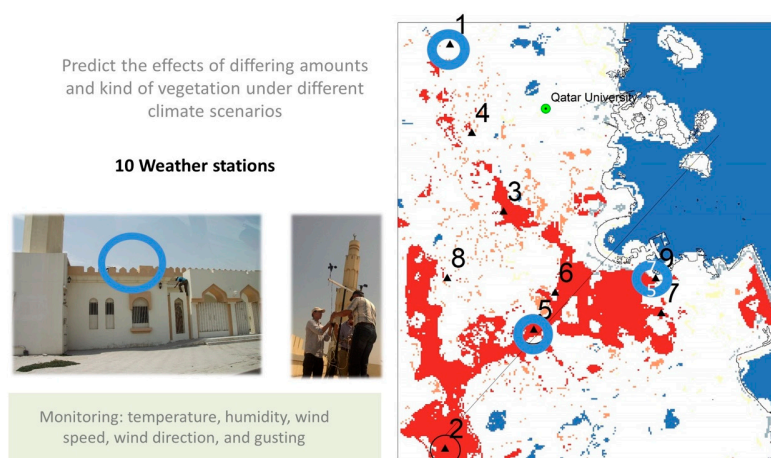 Predict the effects of differing amounts
and kind of vegetation under different
climate scenarios
10 Weather stations
Monitoring: temperature, humidity, wind
speed, wind direction, and gusting
1
Qatar University
4
3
8
6
9
7
5
2